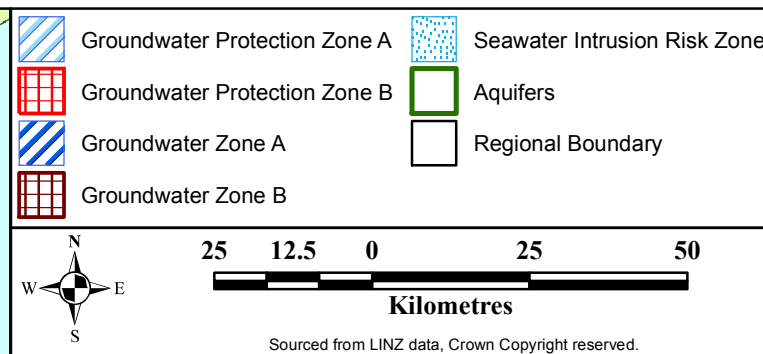 Groundwater Protection Zone A
Groundwater Protection Zone B
Groundwater Zone A
Groundwater Zone B
Seawater Intrusion Risk Zone
Aquifers
Regional Boundary
N
W E
S
25 12.5 0 25 50
Kilometres
Sourced from LINZ data, Crown Copyright reserved.